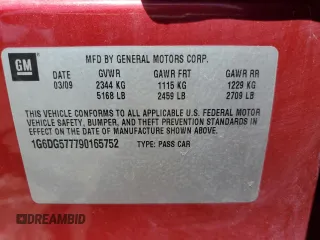 GM
MFD BY GENERAL MOTORS CORP.
DATE GVWR GAWR FRT GAWR RR
03/09 2344 KG 1115 KG 1229 KG
5168 LB 2459 LB 2709 LB
THIS VEHICLE CONFORMS TO ALL APPLICABLE U.S. FEDERAL MOTOR
VEHICLE SAFETY, BUMPER, AND THEFT PREVENTION STANDARDS IN
EFFECT ON THE DATE OF MANUFACTURE SHOWN ABOVE.
1G6DG577790165752 TYPE: PASS CAR
DREAMBID